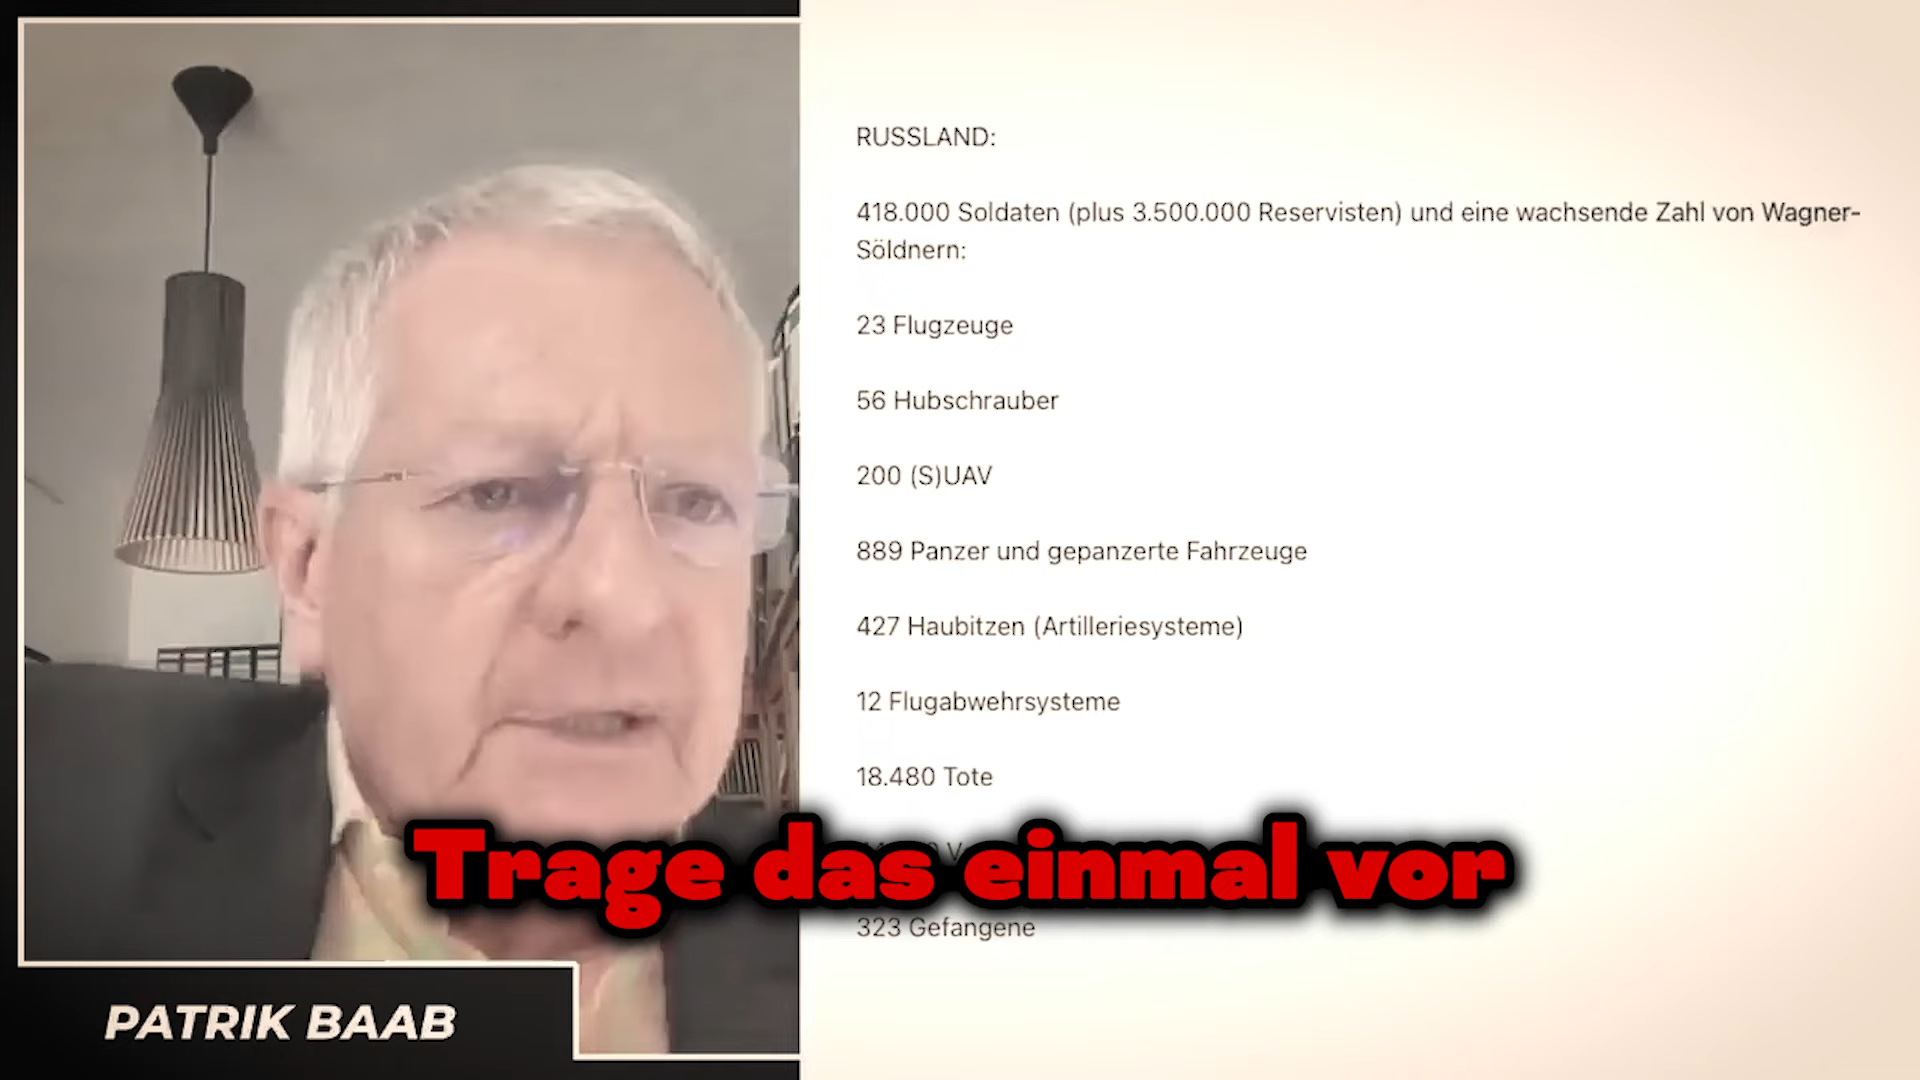 RUSSLAND:
418.000 Soldaten (plus 3.500.000 Reservisten) und eine wachsende Zahl von Wagner-
Söldnern:
23 Flugzeuge
56 Hubschrauber
200 (S)UAV
889 Panzer und gepanzerte Fahrzeuge
427 Haubitzen (Artilleriesysteme)
12 Flugabwehrsysteme
18.480 Tote
Trage das einmal vor
323 Gefangene
PATRIK BAAB